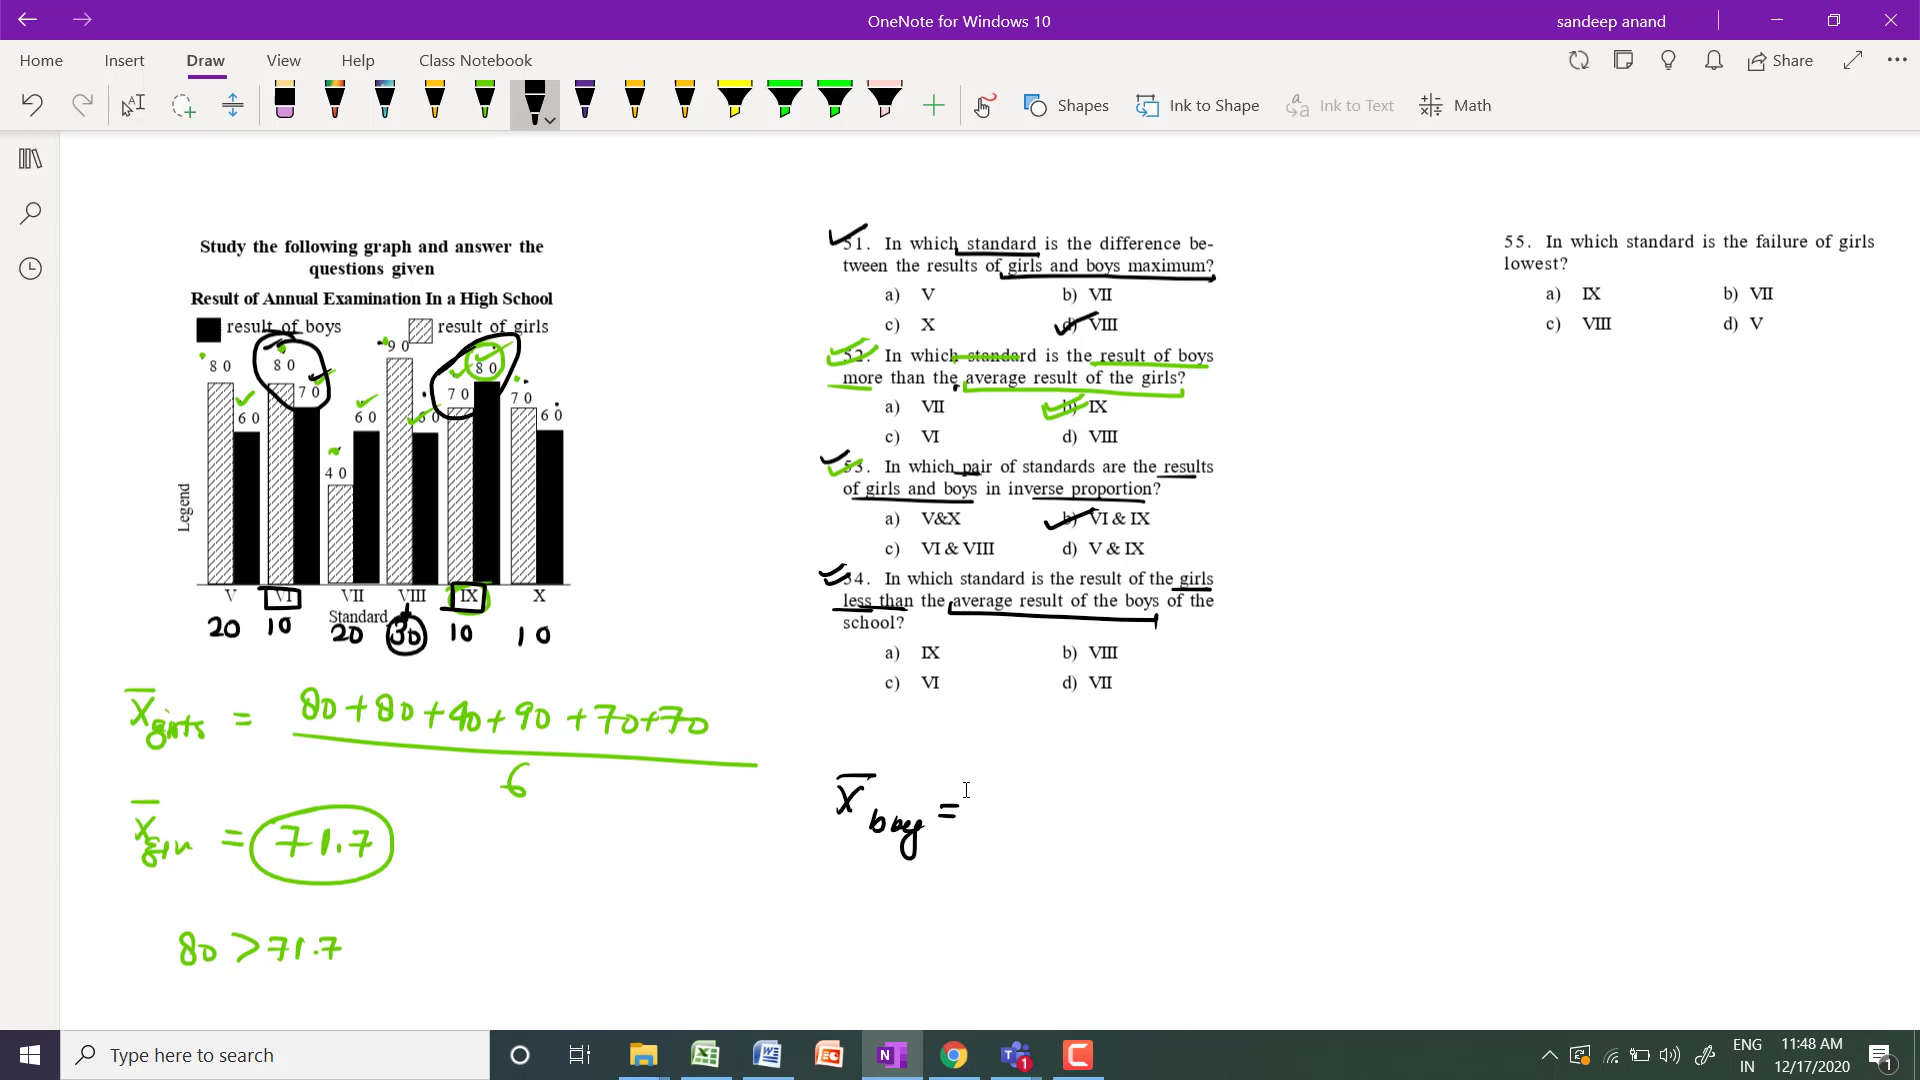 OneNote for Windows 10
sandeep anand
Home Insert Draw View Help Class Notebook
Share
Shapes Ink to Shape Ink to Text Math
Study the following graph and answer the
questions given
Result of Annual Examination In a High School
result of boys result of girls
80 60
80 70
40 60
90 60
70 80
70 60
Legend
V VI VII VIII IX X
Standard
20 10 20 30 10 10
X girls = 80+80+40+90+70+70
6
= 71.7
80 > 71.7
51. In which standard is the difference be-
tween the results of girls and boys maximum?
a) V b) VII
c) X d) VIII
52. In which standard is the result of boys
more than the average result of the girls?
a) VII b) IX
c) VI d) VIII
53. In which pair of standards are the results
of girls and boys in inverse proportion?
a) V&X b) VI & IX
c) VI & VIII d) V & IX
54. In which standard is the result of the girls
less than the average result of the boys of the
school?
a) IX b) VIII
c) VI d) VII
X boy =
55. In which standard is the failure of girls
lowest?
a) IX b) VII
c) VIII d) V
Type here to search
ENG
IN
11:48 AM
12/17/2020